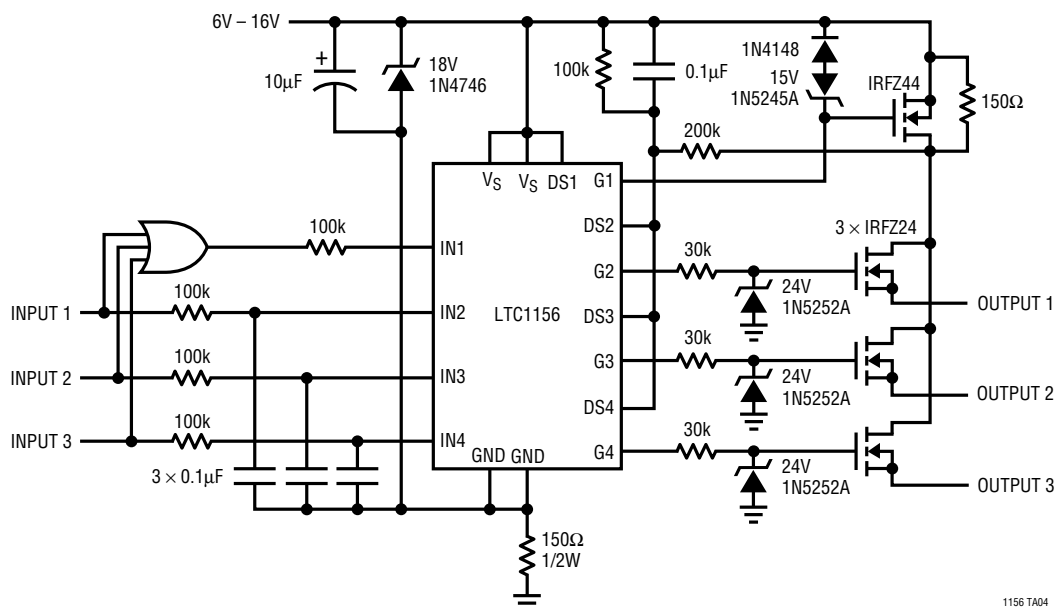 6V – 16V
10µF
+
18V
1N4746
100k
0.1µF
1N4148
15V
1N5245A
IRFZ44
150Ω
200k
VS
VS
DS1
G1
DS2
G2
DS3
G3
DS4
G4
LTC1156
IN1
IN2
IN3
IN4
GND
GND
100k
INPUT 1
100k
INPUT 2
100k
INPUT 3
100k
3 × 0.1µF
150Ω
1/2W
30k
24V
1N5252A
3 × IRFZ24
OUTPUT 1
30k
24V
1N5252A
OUTPUT 2
30k
24V
1N5252A
OUTPUT 3
1156 TA04